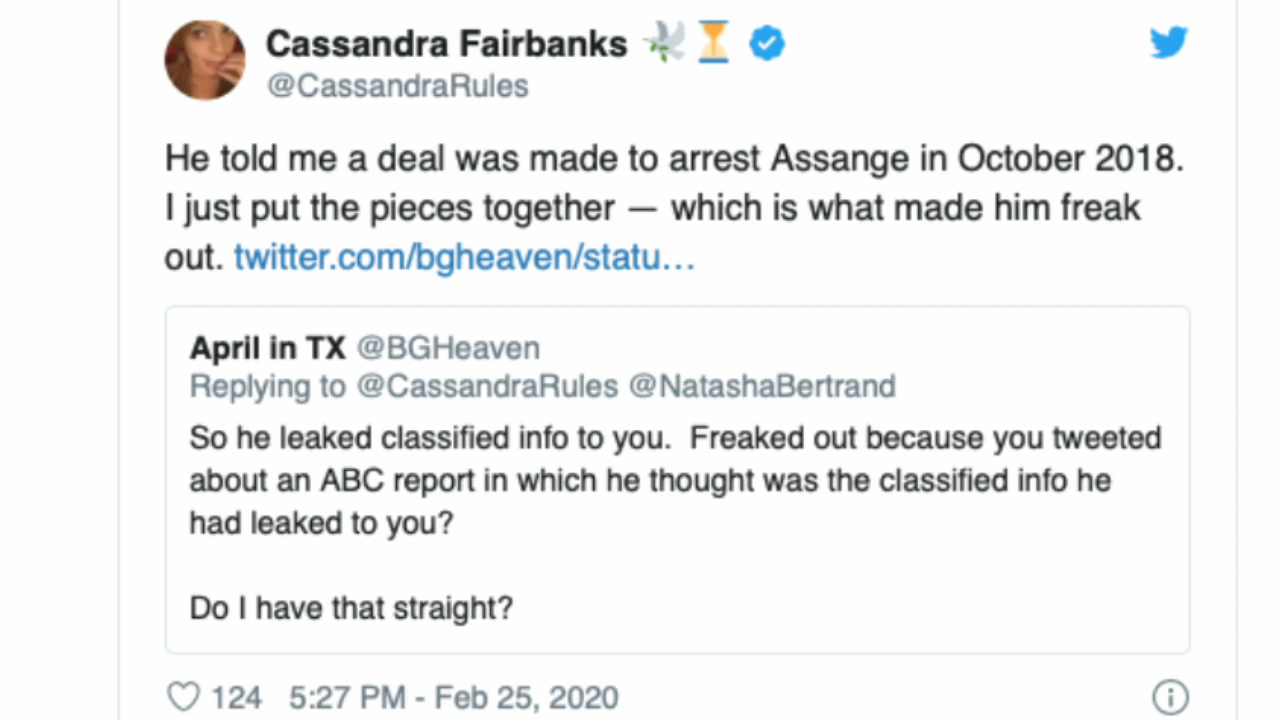 Cassandra Fairbanks 🕊️⏳
@CassandraRules
He told me a deal was made to arrest Assange in October 2018.
I just put the pieces together — which is what made him freak
out. twitter.com/bgheaven/statu…
April in TX @BGHeaven
Replying to @CassandraRules @NatashaBertrand
So he leaked classified info to you.  Freaked out because you tweeted
about an ABC report in which he thought was the classified info he
had leaked to you?
Do I have that straight?
124 5:27 PM - Feb 25, 2020